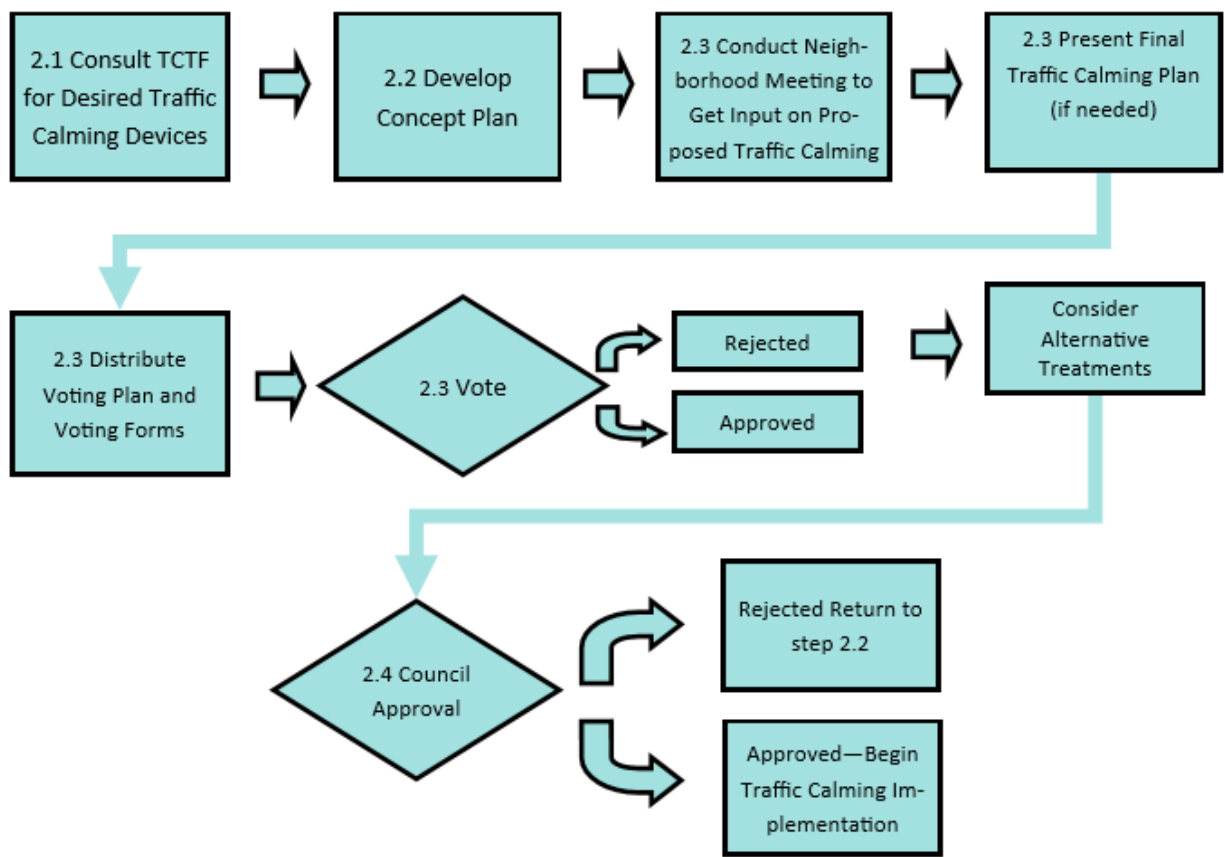 2.1 Consult TCTF
for Desired Traffic
Calming Devices
2.2 Develop
Concept Plan
2.3 Conduct Neigh-
borhood Meeting to
Get Input on Pro-
posed Traffic Calming
2.3 Present Final
Traffic Calming Plan
(if needed)
2.3 Distribute
Voting Plan and
Voting Forms
2.3 Vote
Rejected
Approved
Consider
Alternative
Treatments
2.4 Council
Approval
Rejected Return to
step 2.2
Approved—Begin
Traffic Calming Im-
plementation